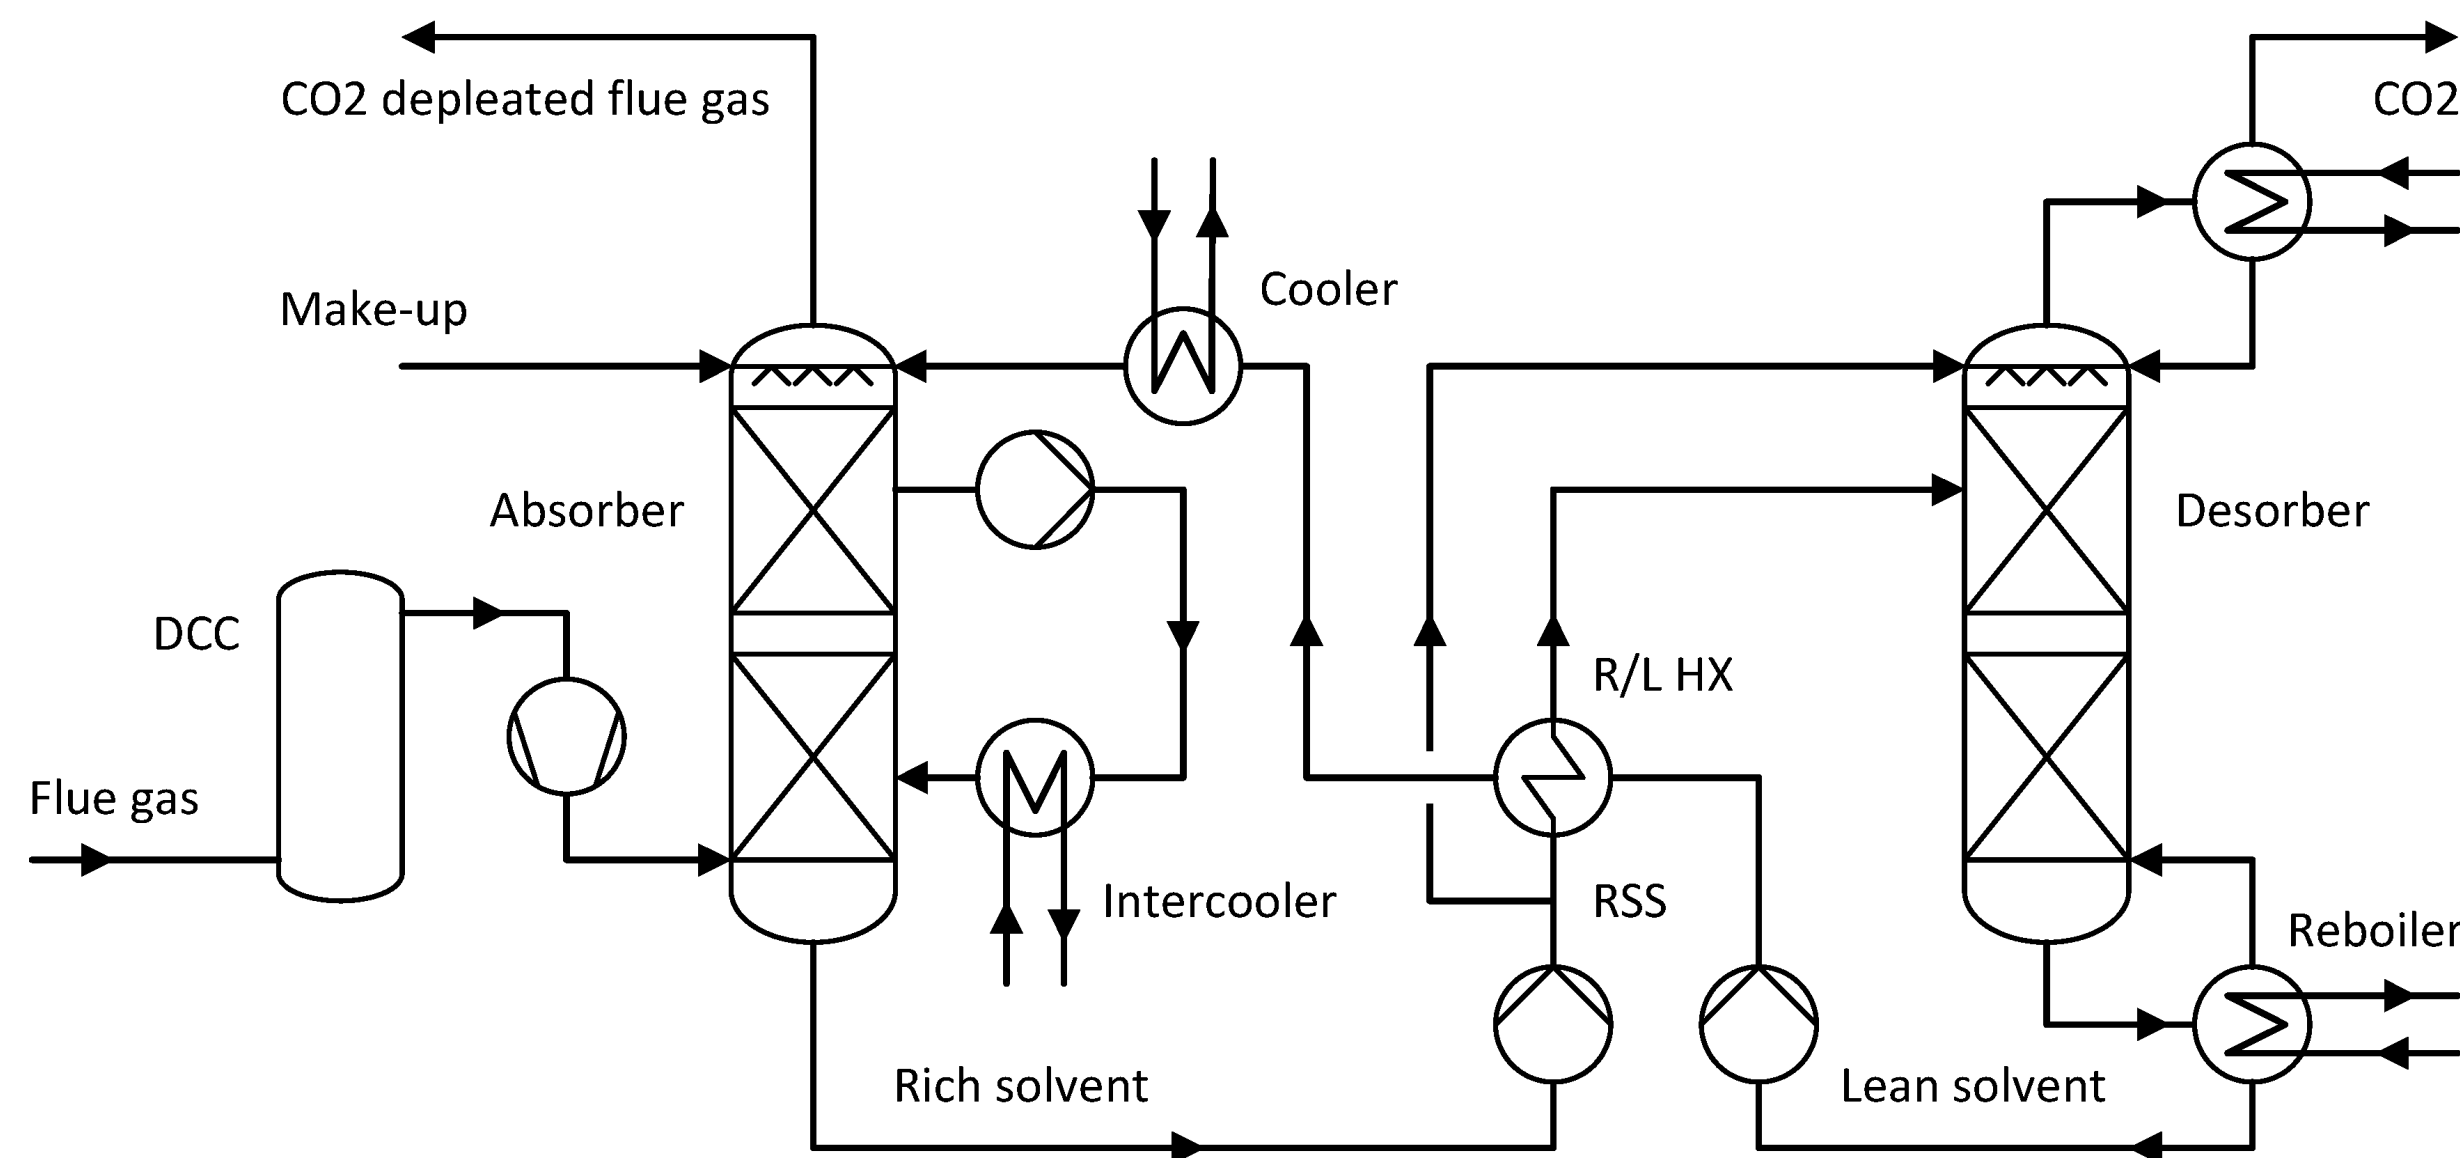 CO2 depleated flue gas
CO2
Make-up
Cooler
Absorber
Desorber
DCC
R/L HX
Flue gas
Intercooler
RSS
Reboiler
Rich solvent
Lean solvent